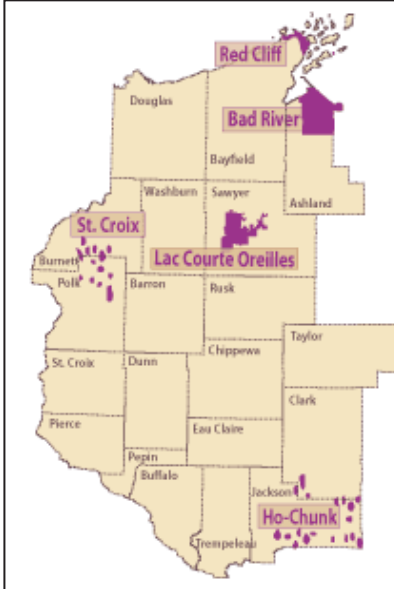 Red Cliff
Douglas
Bad River
Bayfield
Washburn
Sawyer
Ashland
St. Croix
Lac Courte Oreilles
Burnett
Polk
Barron
Rusk
Taylor
Chippewa
St. Croix
Dunn
Clark
Pierce
Eau Claire
Pepin
Buffalo
Jackson
Ho-Chunk
Trempeleau